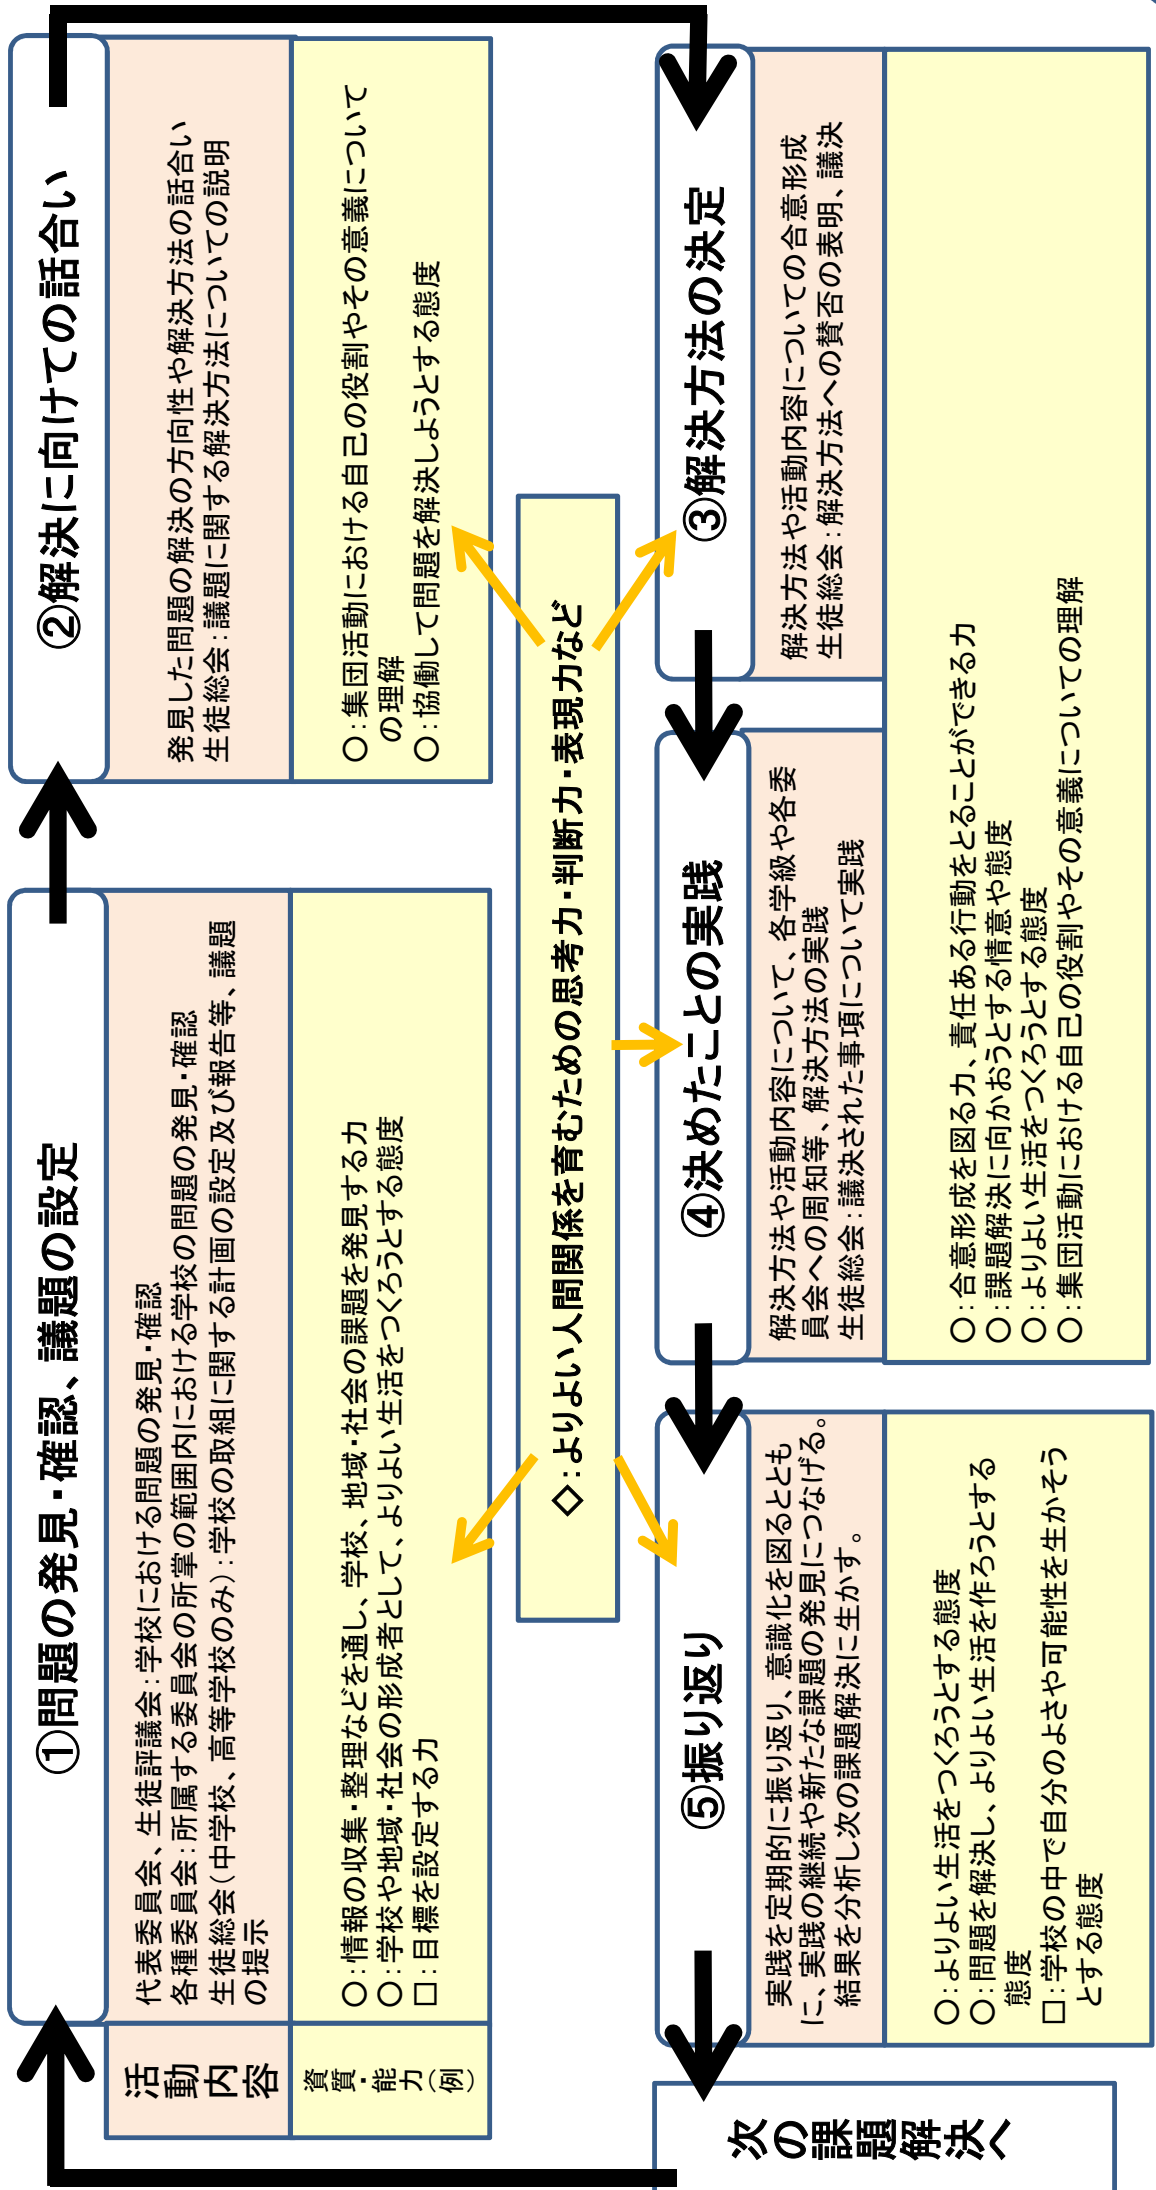 ①問題の発見・確認、議題の設定
活動内容
代表委員会、生徒評議会：学校における問題の発見・確認
各種委員会：所属する委員会の所掌の範囲内における学校の問題の発見・確認
生徒総会（中学校、高等学校のみ）：学校の取組に関する計画の設定及び報告等、議題
の提示
資質・能力（例）
○：情報の収集・整理などを通し、学校、地域・社会の課題を発見する力
○：学校や地域・社会の形成者として、よりよい生活をつくろうとする態度
□：目標を設定する力
②解決に向けての話合い
発見した問題の解決の方向性や解決方法の話合い
生徒総会：議題に関する解決方法についての説明
○：集団活動における自己の役割やその意義について
の理解
○：協働して問題を解決しようとする態度
◇：よりよい人間関係を育むための思考力・判断力・表現力など
③解決方法の決定
解決方法や活動内容についての合意形成
生徒総会：解決方法への賛否の表明、議決
④決めたことの実践
解決方法や活動内容について、各学級や各委
員会への周知等、解決方法の実践
生徒総会：議決された事項について実践
○：合意形成を図る力、責任ある行動をとることができる力
○：課題解決に向かおうとする情意や態度
○：よりよい生活をつくろうとする態度
○：集団活動における自己の役割やその意義についての理解
⑤振り返り
実践を定期的に振り返り、意識化を図るととも
に、実践の継続や新たな課題の発見につなげる。
結果を分析し次の課題解決に生かす。
○：よりよい生活をつくろうとする態度
○：問題を解決し、よりよい生活を作ろうとする
態度
□：学校の中で自分のよさや可能性を生かそう
とする態度
次の課題解決へ